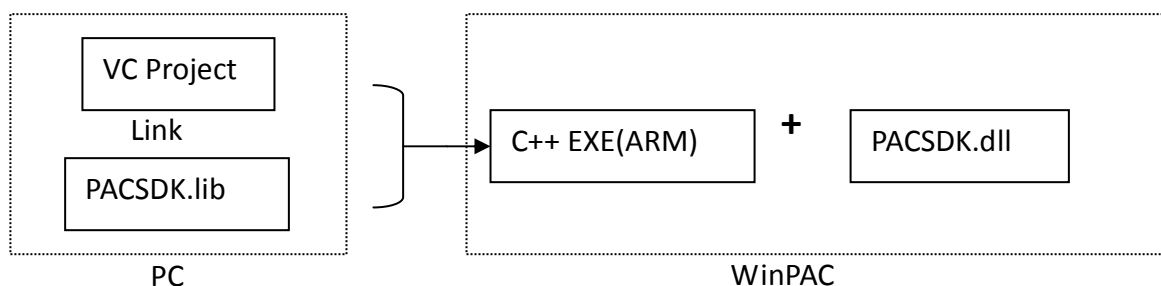 VC Project
Link
PACSDK.lib
PC
C++ EXE(ARM)
+
PACSDK.dll
WinPAC